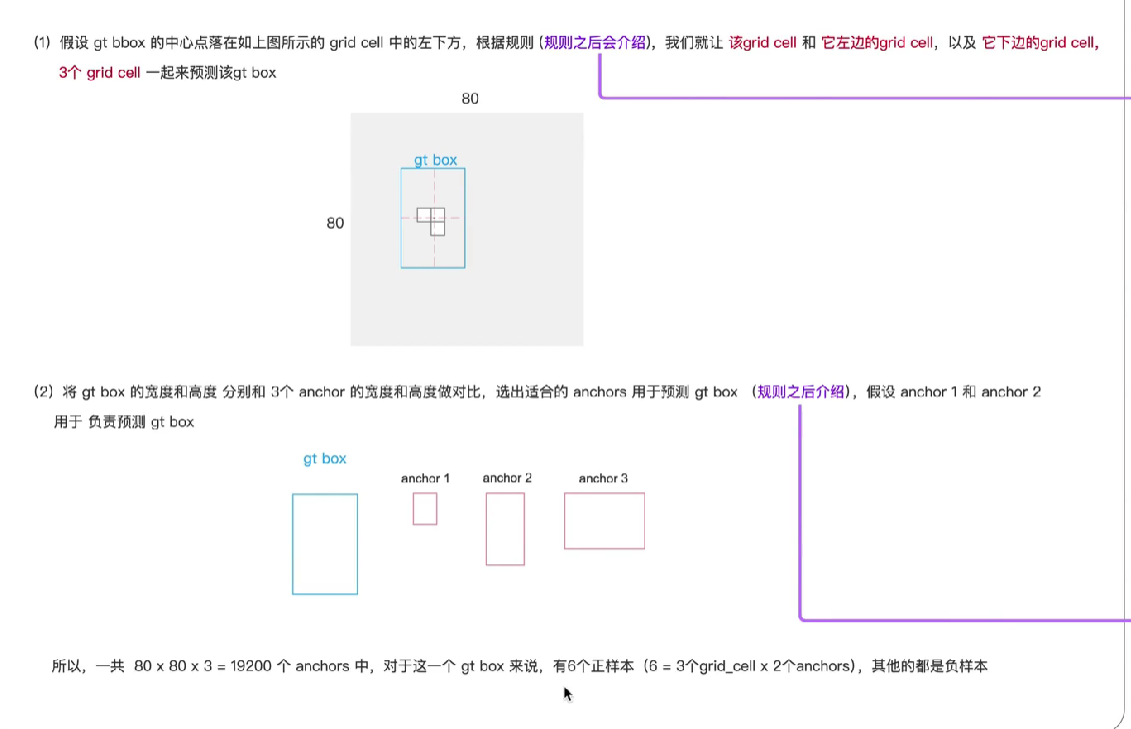 (1) 假设 gt bbox 的中心点落在如上图所示的 grid cell 中的左下方，根据规则 (规则之后会介绍)，我们就让 该grid cell 和 它左边的grid cell，以及 它下边的grid cell,
3个 grid cell 一起来预测该gt box
80
gt box
80
(2) 将 gt box 的宽度和高度 分别和 3个 anchor 的宽度和高度做对比，选出适合的 anchors 用于预测 gt box （规则之后介绍），假设 anchor 1 和 anchor 2
用于 负责预测 gt box
gt box
anchor 1 anchor 2 anchor 3
所以，一共 80 x 80 x 3 = 19200 个 anchors 中，对于这一个 gt box 来说，有6个正样本（6 = 3个grid_cell x 2个anchors），其他的都是负样本